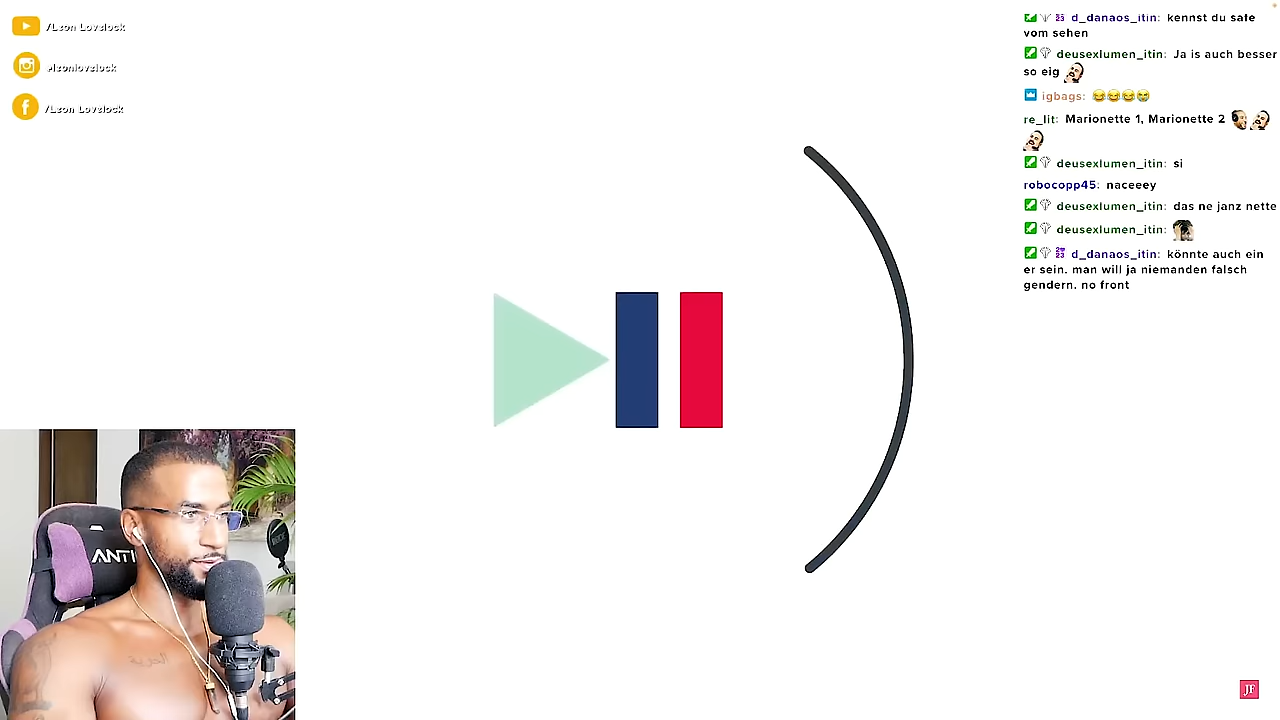 /Leon Lovelock
leonlovelock
/Leon Lovelock
d_danaos_itin: kennst du safe
vom sehen
deusexlumen_itin: Ja is auch besser
so eig
igbags: 😂😂😂😭
re_lit: Marionette 1, Marionette 2
deusexlumen_itin: si
robocopp45: naceeey
deusexlumen_itin: das ne janz nette
deusexlumen_itin:
d_danaos_itin: könnte auch ein
er sein. man will ja niemanden falsch
gendern. no front
ANTI
JF